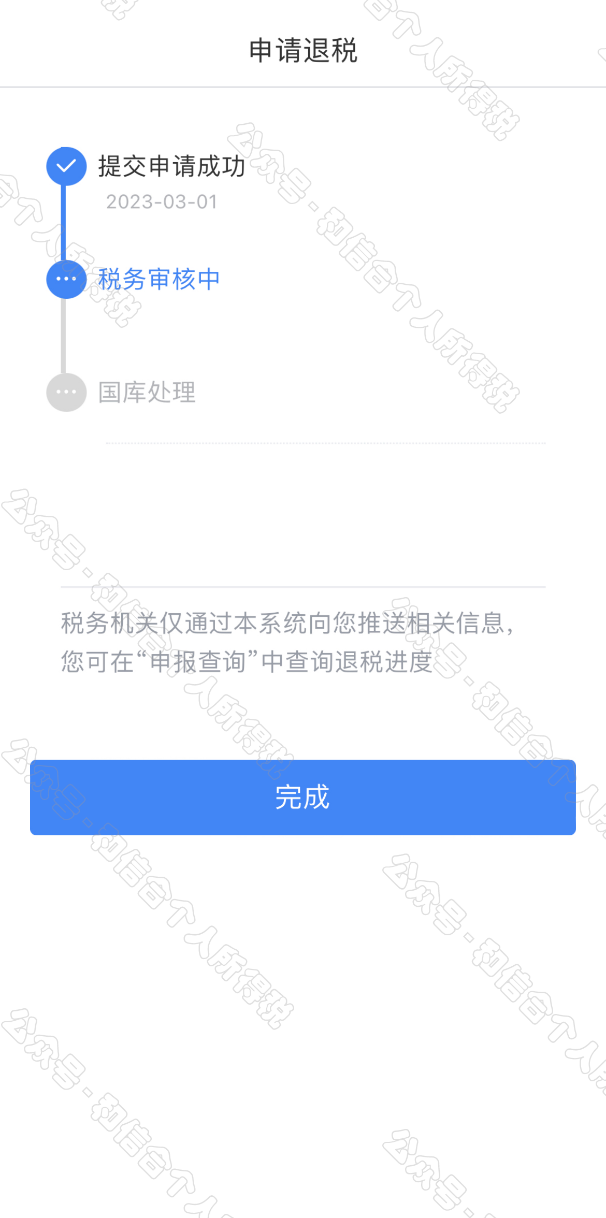 申请退税
提交申请成功
2023-03-01
税务审核中
国库处理
税务机关仅通过本系统向您推送相关信息，
您可在“申报查询”中查询退税进度
完成